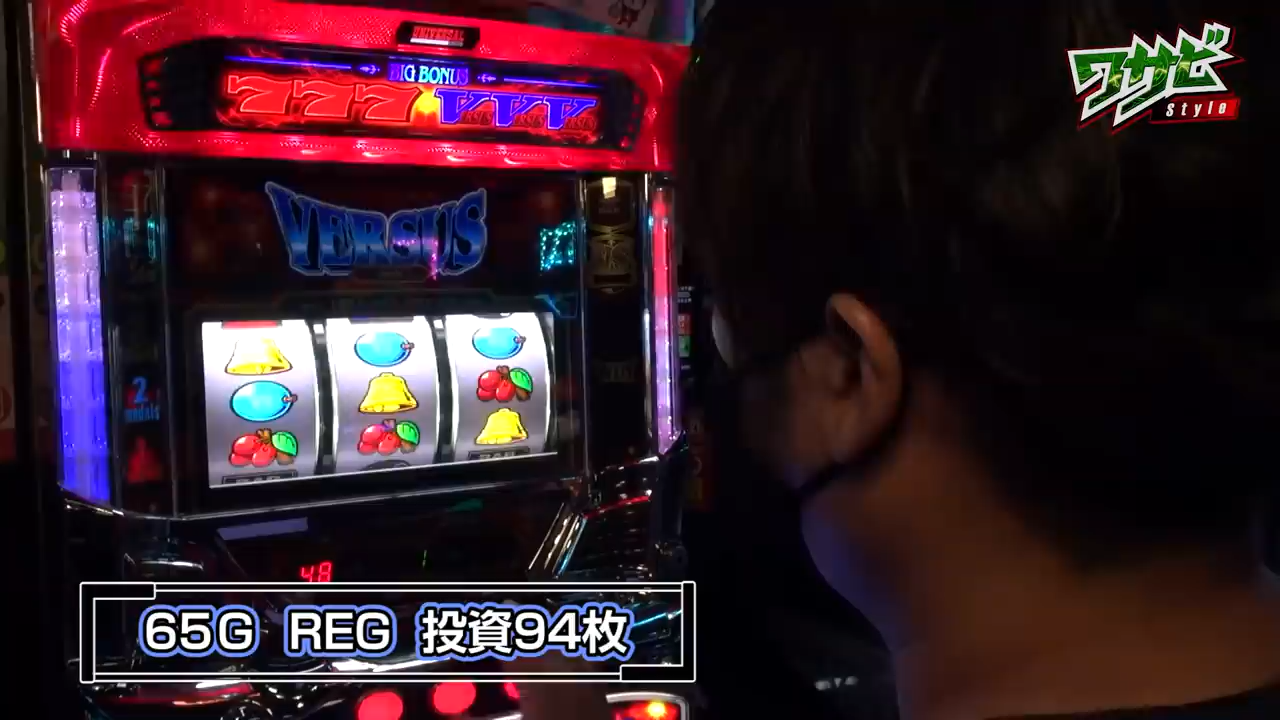 UNIVERSAL
BIG BONUS
777 VVV
ワサビ
Style
VERSUS
2
medals
48
65G REG 投資94枚